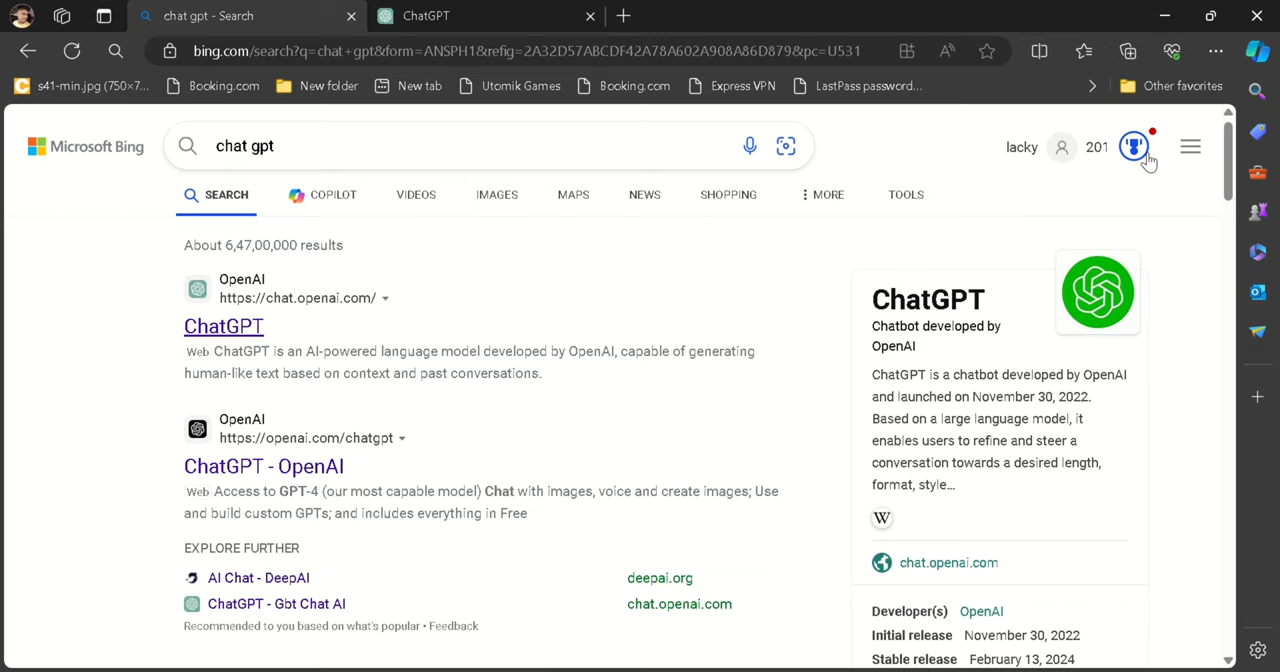 chat gpt - Search
ChatGPT
bing.com/search?q=chat+gpt&form=ANSPH1&refig=2A32D57ABCDF42A78A602A908A86D879&pc=U531
s41-min.jpg (750×7...
Booking.com
New folder
New tab
Utomik Games
Booking.com
Express VPN
LastPass password...
Other favorites
Microsoft Bing
chat gpt
lacky
201
SEARCH
COPILOT
VIDEOS
IMAGES
MAPS
NEWS
SHOPPING
MORE
TOOLS
About 6,47,00,000 results
OpenAI
https://chat.openai.com/
ChatGPT
Web ChatGPT is an AI-powered language model developed by OpenAI, capable of generating
human-like text based on context and past conversations.
OpenAI
https://openai.com/chatgpt
ChatGPT - OpenAI
Web Access to GPT-4 (our most capable model) Chat with images, voice and create images; Use
and build custom GPTs; and includes everything in Free
EXPLORE FURTHER
AI Chat - DeepAI
deepai.org
ChatGPT - Gbt Chat AI
chat.openai.com
Recommended to you based on what's popular • Feedback
ChatGPT
Chatbot developed by
OpenAI
ChatGPT is a chatbot developed by OpenAI
and launched on November 30, 2022.
Based on a large language model, it
enables users to refine and steer a
conversation towards a desired length,
format, style...
W
chat.openai.com
Developer(s) OpenAI
Initial release November 30, 2022
Stable release February 13, 2024